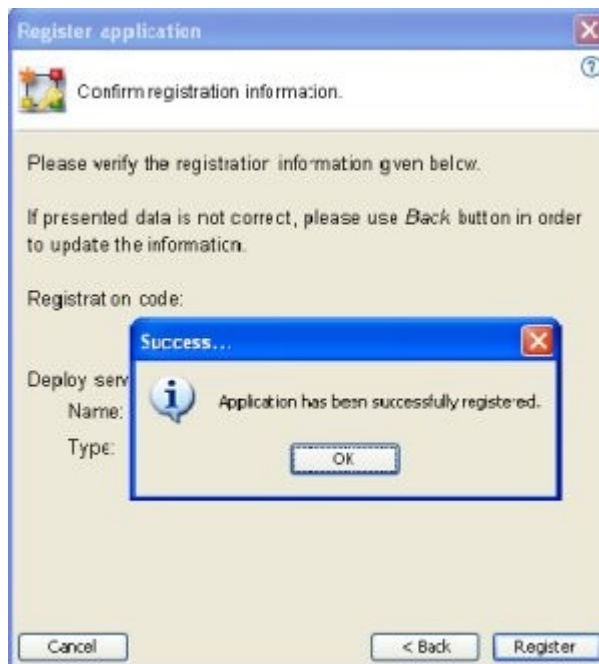 Register application
Confirm registration information.
Please verify the registration information given below.
If presented data is not correct, please use Back button in order
to update the information.
Registration code:
Success...
Deploy serv
Application has been successfully registered.
Name:
Type:
OK
Cancel
< Back
Register